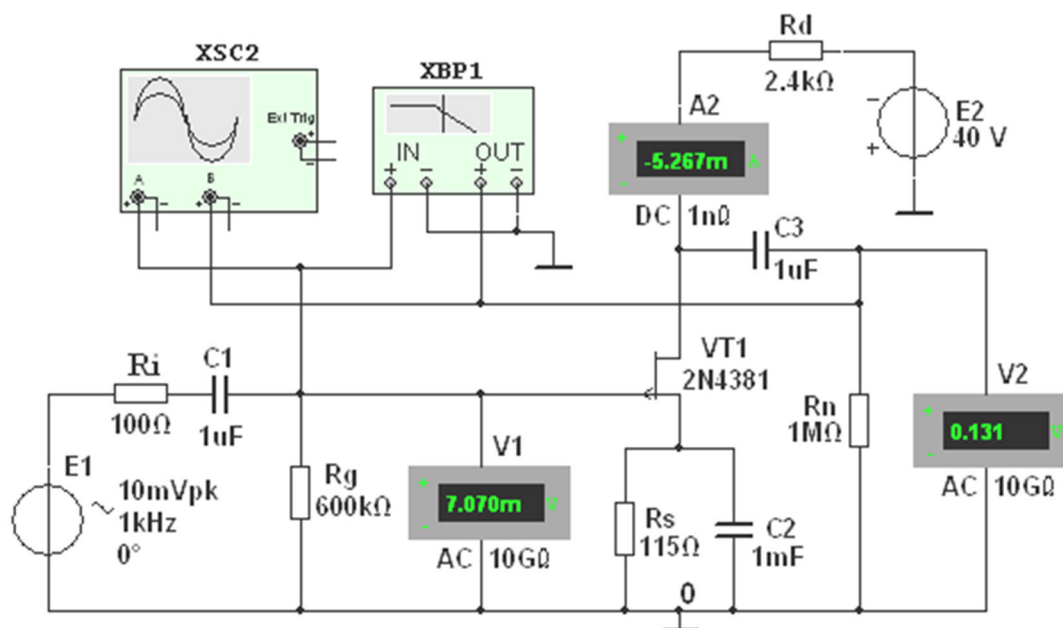 XSC2
Ext Trig
A
B
XBP1
IN
OUT
Rd
2.4kΩ
A2
-5.267m
A
DC 1nΩ
E2
40 V
C3
1uF
VT1
2N4381
Ri
100Ω
C1
1uF
E1
10mVpk
1kHz
0°
Rg
600kΩ
V1
7.070m
V
AC 10GΩ
Rs
115Ω
C2
1mF
0
Rn
1MΩ
V2
0.131
V
AC 10GΩ